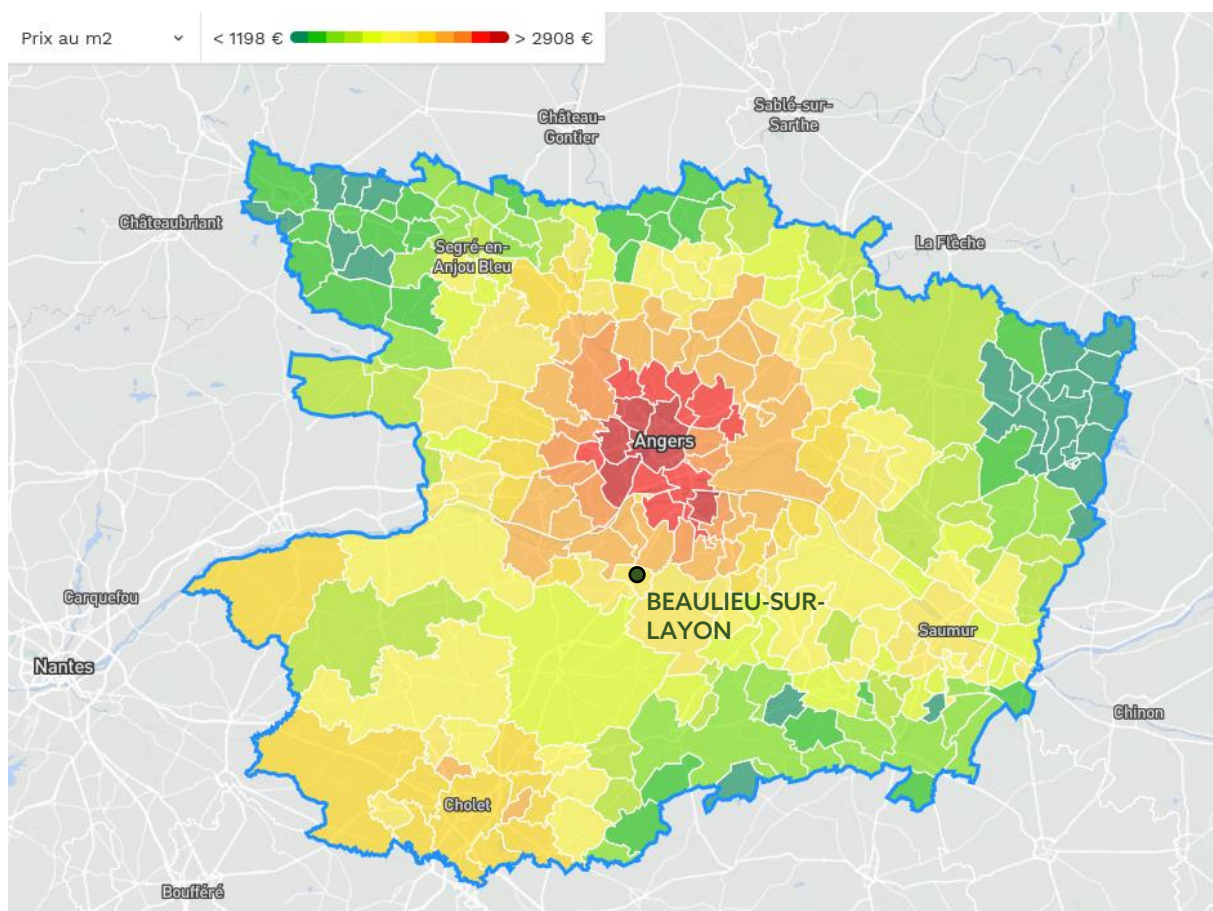 Prix au m2
< 1198 €
> 2908 €
Sablé-sur-
Sarthe
Château-
Gontier
Châteaubriant
Segré-en-
Anjou Bleu
La Flèche
Angers
Carquefou
BEAULIEU-SUR-
LAYON
Saumur
Nantes
Chinon
Cholet
Boufféré